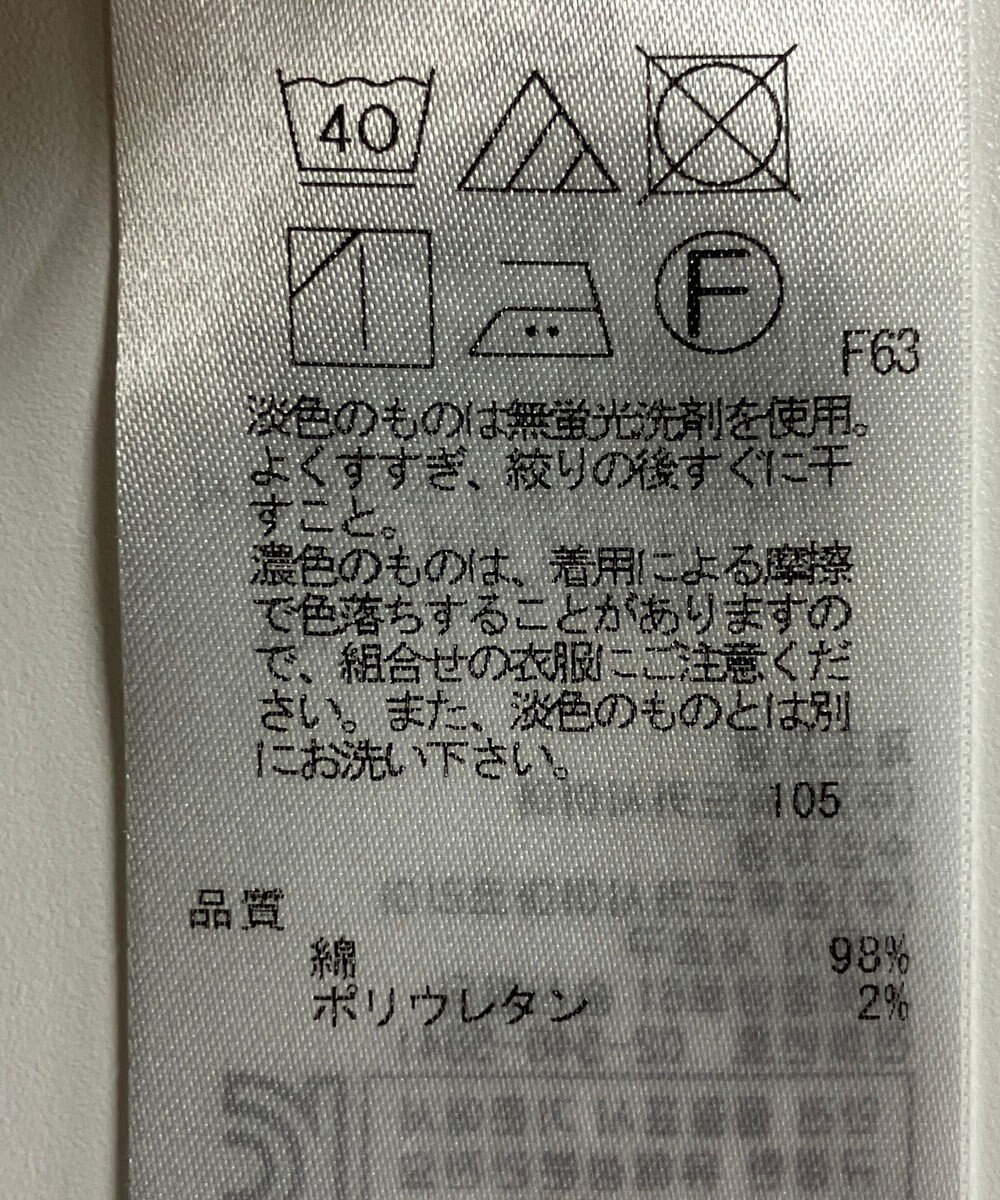 40
F
F63
淡色のものは無蛍光洗剤を使用。
よくすすぎ、絞りの後すぐに干
すこと。
濃色のものは、着用による摩擦
で色落ちすることがありますの
で、組合せの衣服にご注意くだ
さい。また、淡色のものとは別
にお洗い下さい。
105
品質
綿 98%
ポリウレタン 2%